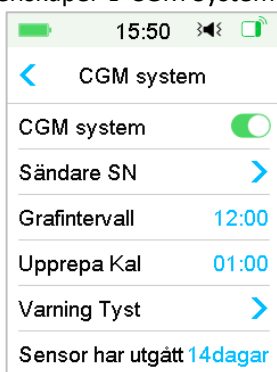 15:50
CGM system
CGM system
Sändare SN
Grafintervall 12:00
Upprepa Kal 01:00
Varning Tyst
Sensor har utgått 14dagar